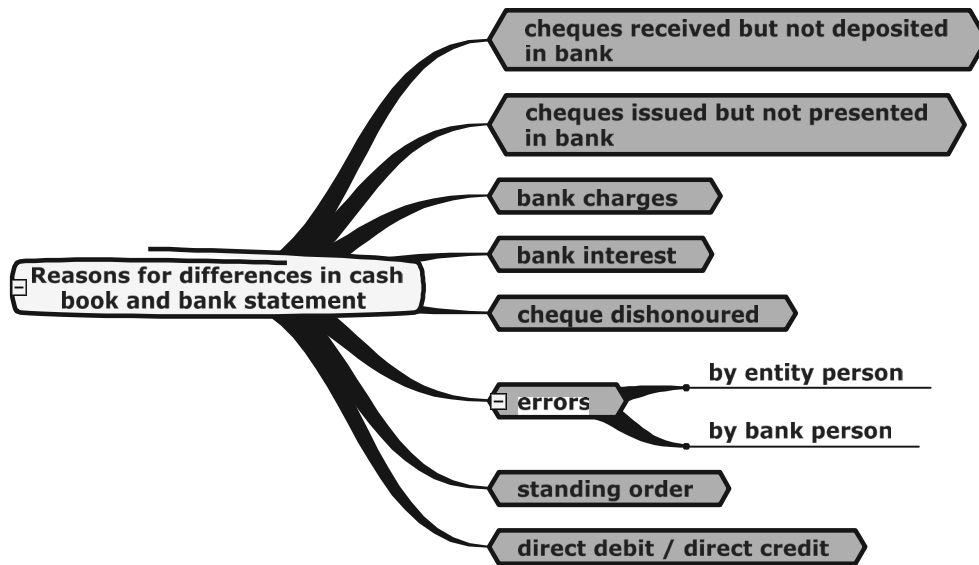 cheques received but not deposited
in bank
cheques issued but not presented
in bank
bank charges
bank interest
Reasons for differences in cash
book and bank statement
cheque dishonoured
errors
by entity person
by bank person
standing order
direct debit / direct credit